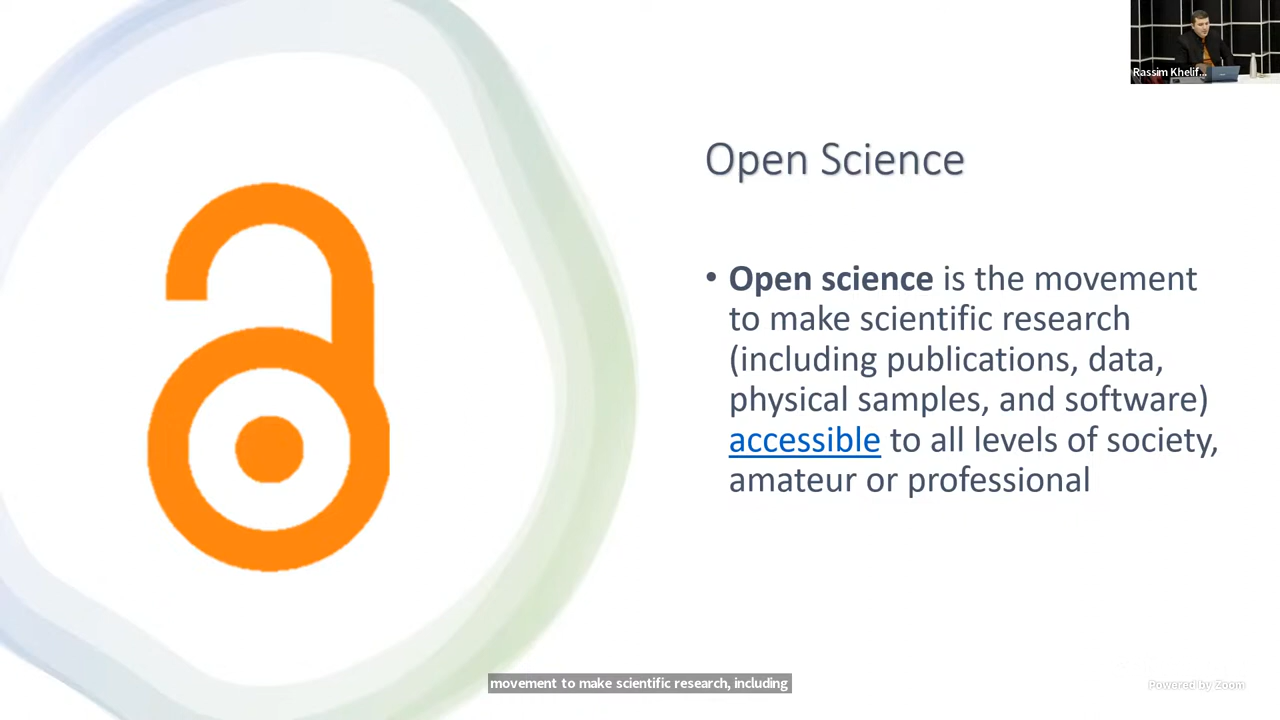 Rassim Khelif...
Open Science
• Open science is the movement
to make scientific research
(including publications, data,
physical samples, and software)
accessible to all levels of society,
amateur or professional
movement to make scientific research, including
Powered by Zoom